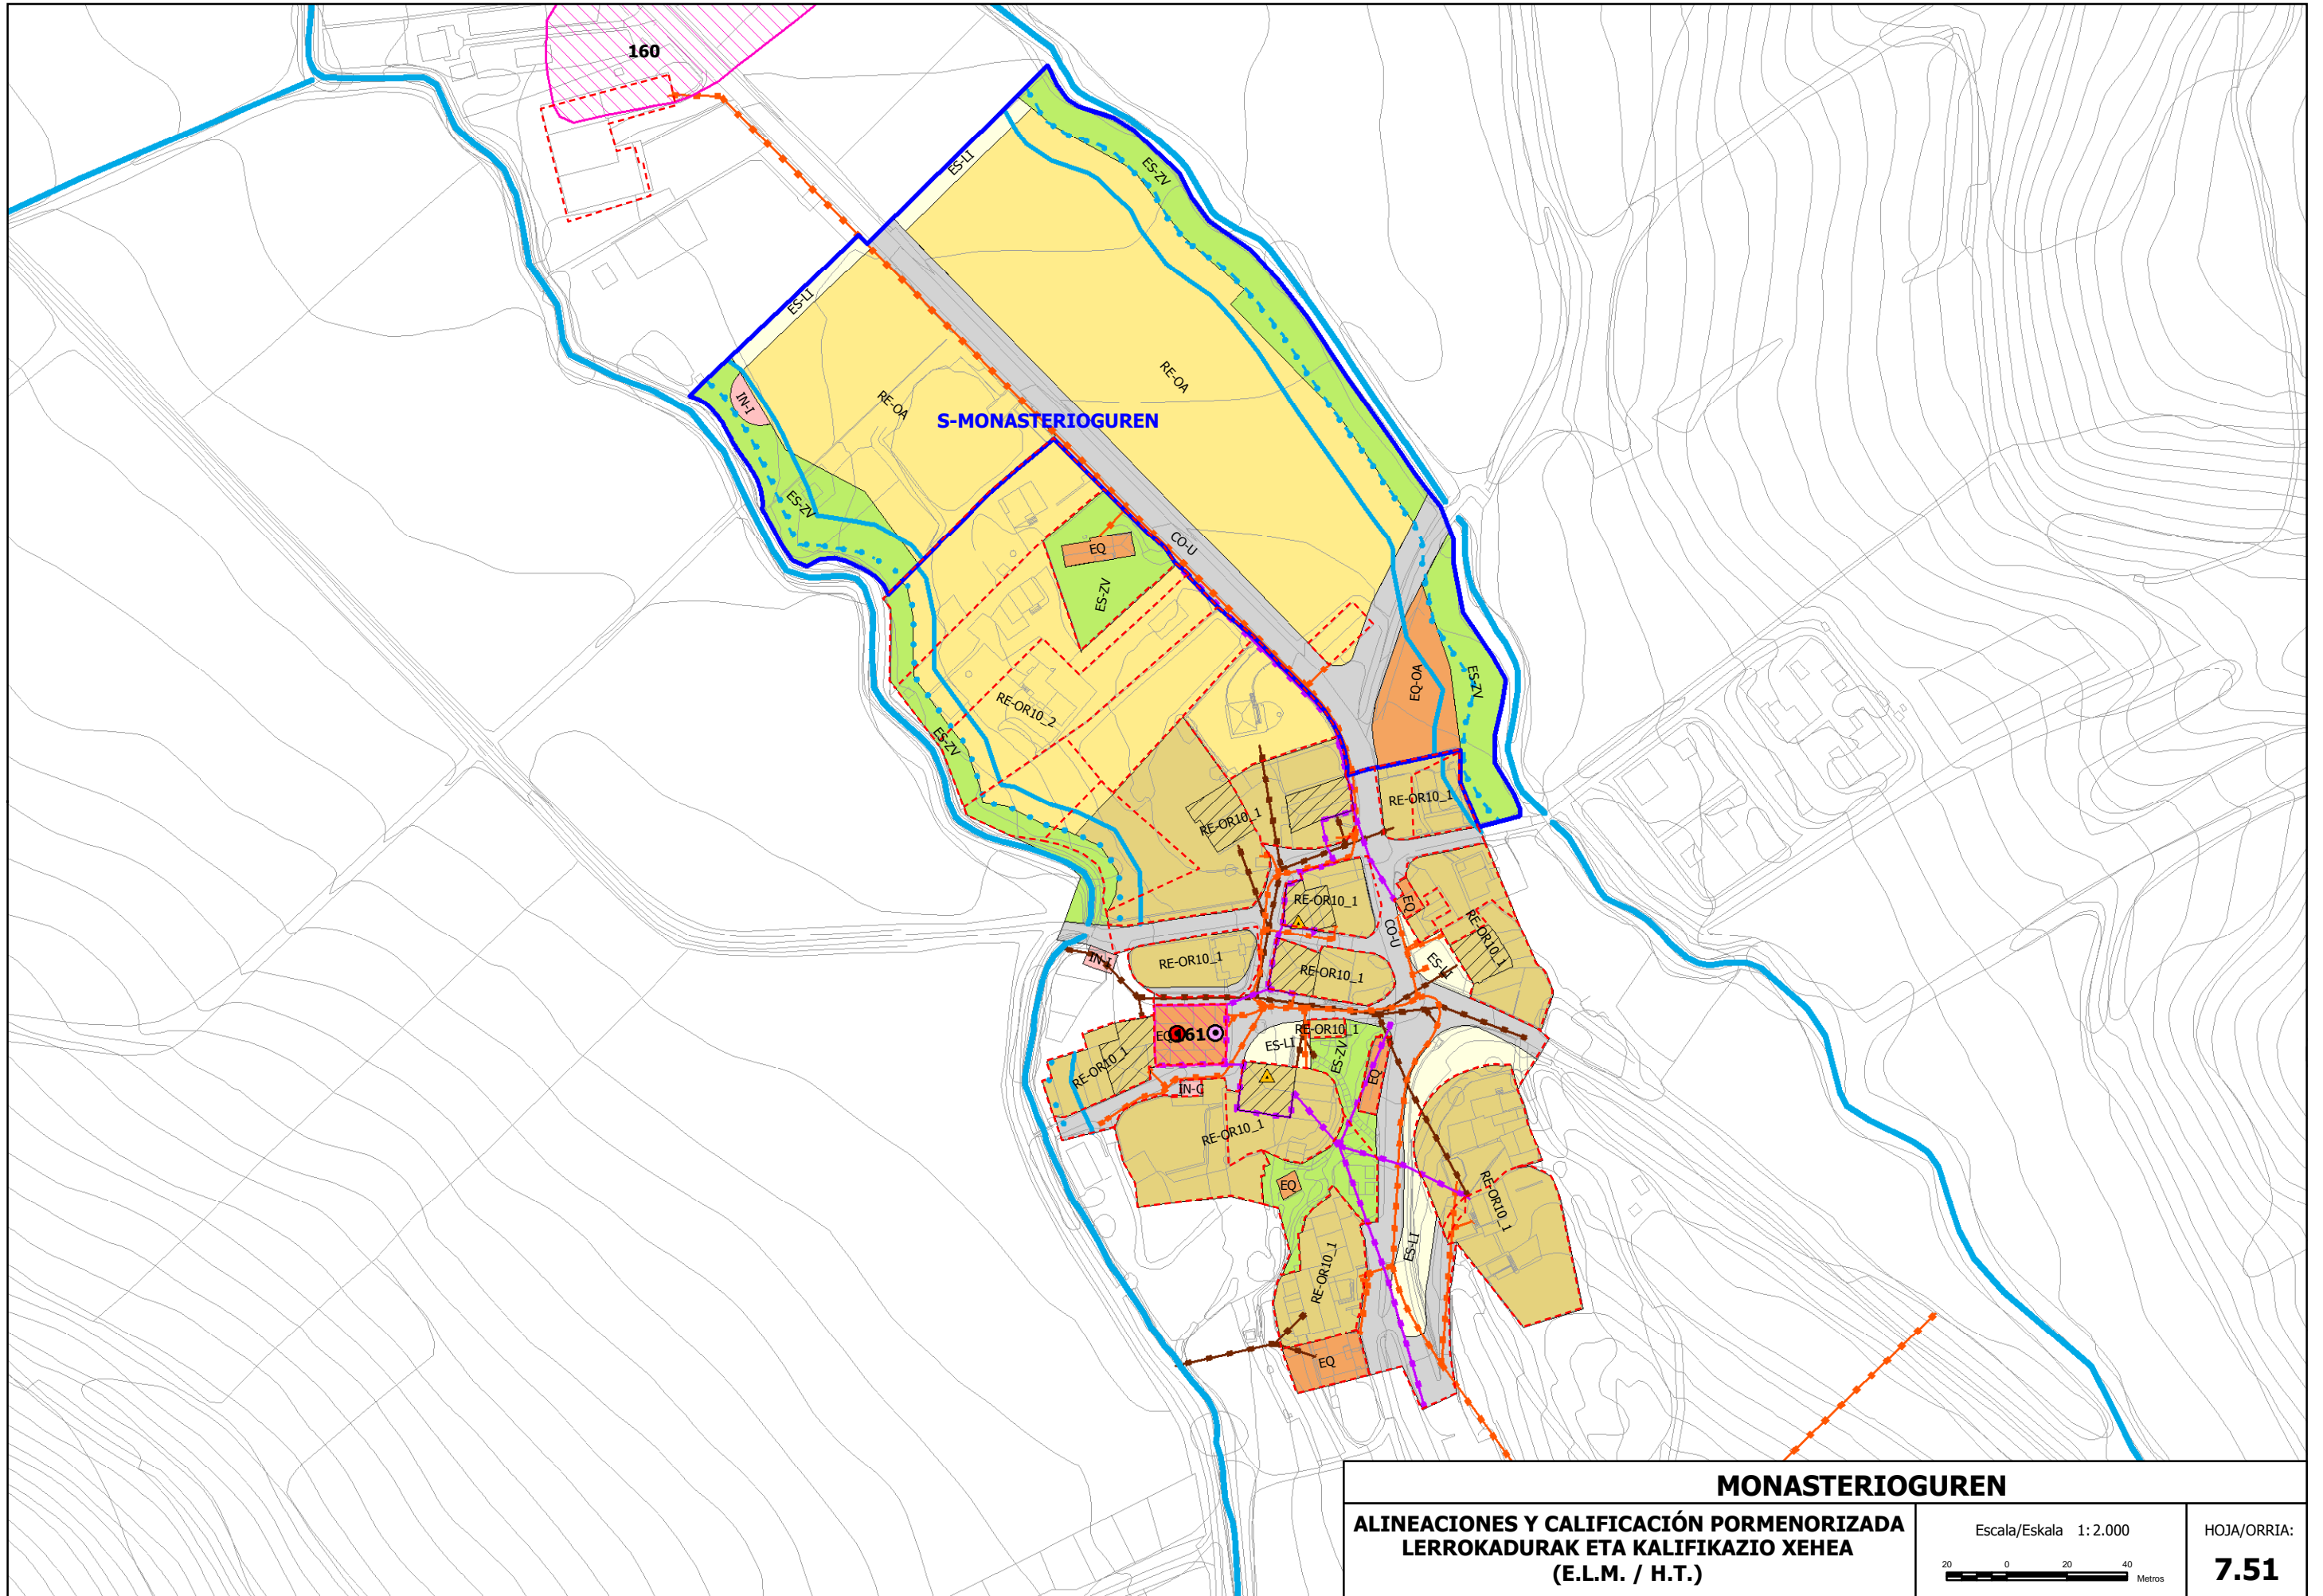 160
ES-LI
ES-ZV
ES-LI
RE-OA
RE-OA
IN-I
S-MONASTERIOGUREN
ES-ZV
CO-U
EQ
ES-ZV
EQ-OA
ES-ZV
RE-OR10_2
ES-ZV
RE-OR10_1
RE-OR10_1
RE-OR10_1
EQ
CO-U
RE-OR10_1
RE-OR10_1
RE-OR10_1
EQ
161
RE-OR10_1
ES-LI
ES-ZV
RE-OR10_1
EQ
IN-C
RE-OR10_1
EQ
RE-OR10_1
ES-LI
RE-OR10_1
EQ
MONASTERIOGUREN
ALINEACIONES Y CALIFICACIÓN PORMENORIZADA
LERROKADURAK ETA KALIFIKAZIO XEHEA
(E.L.M. / H.T.)
Escala/Eskala 1:2.000
20 0 20 40
Metros
HOJA/ORRIA:
7.51